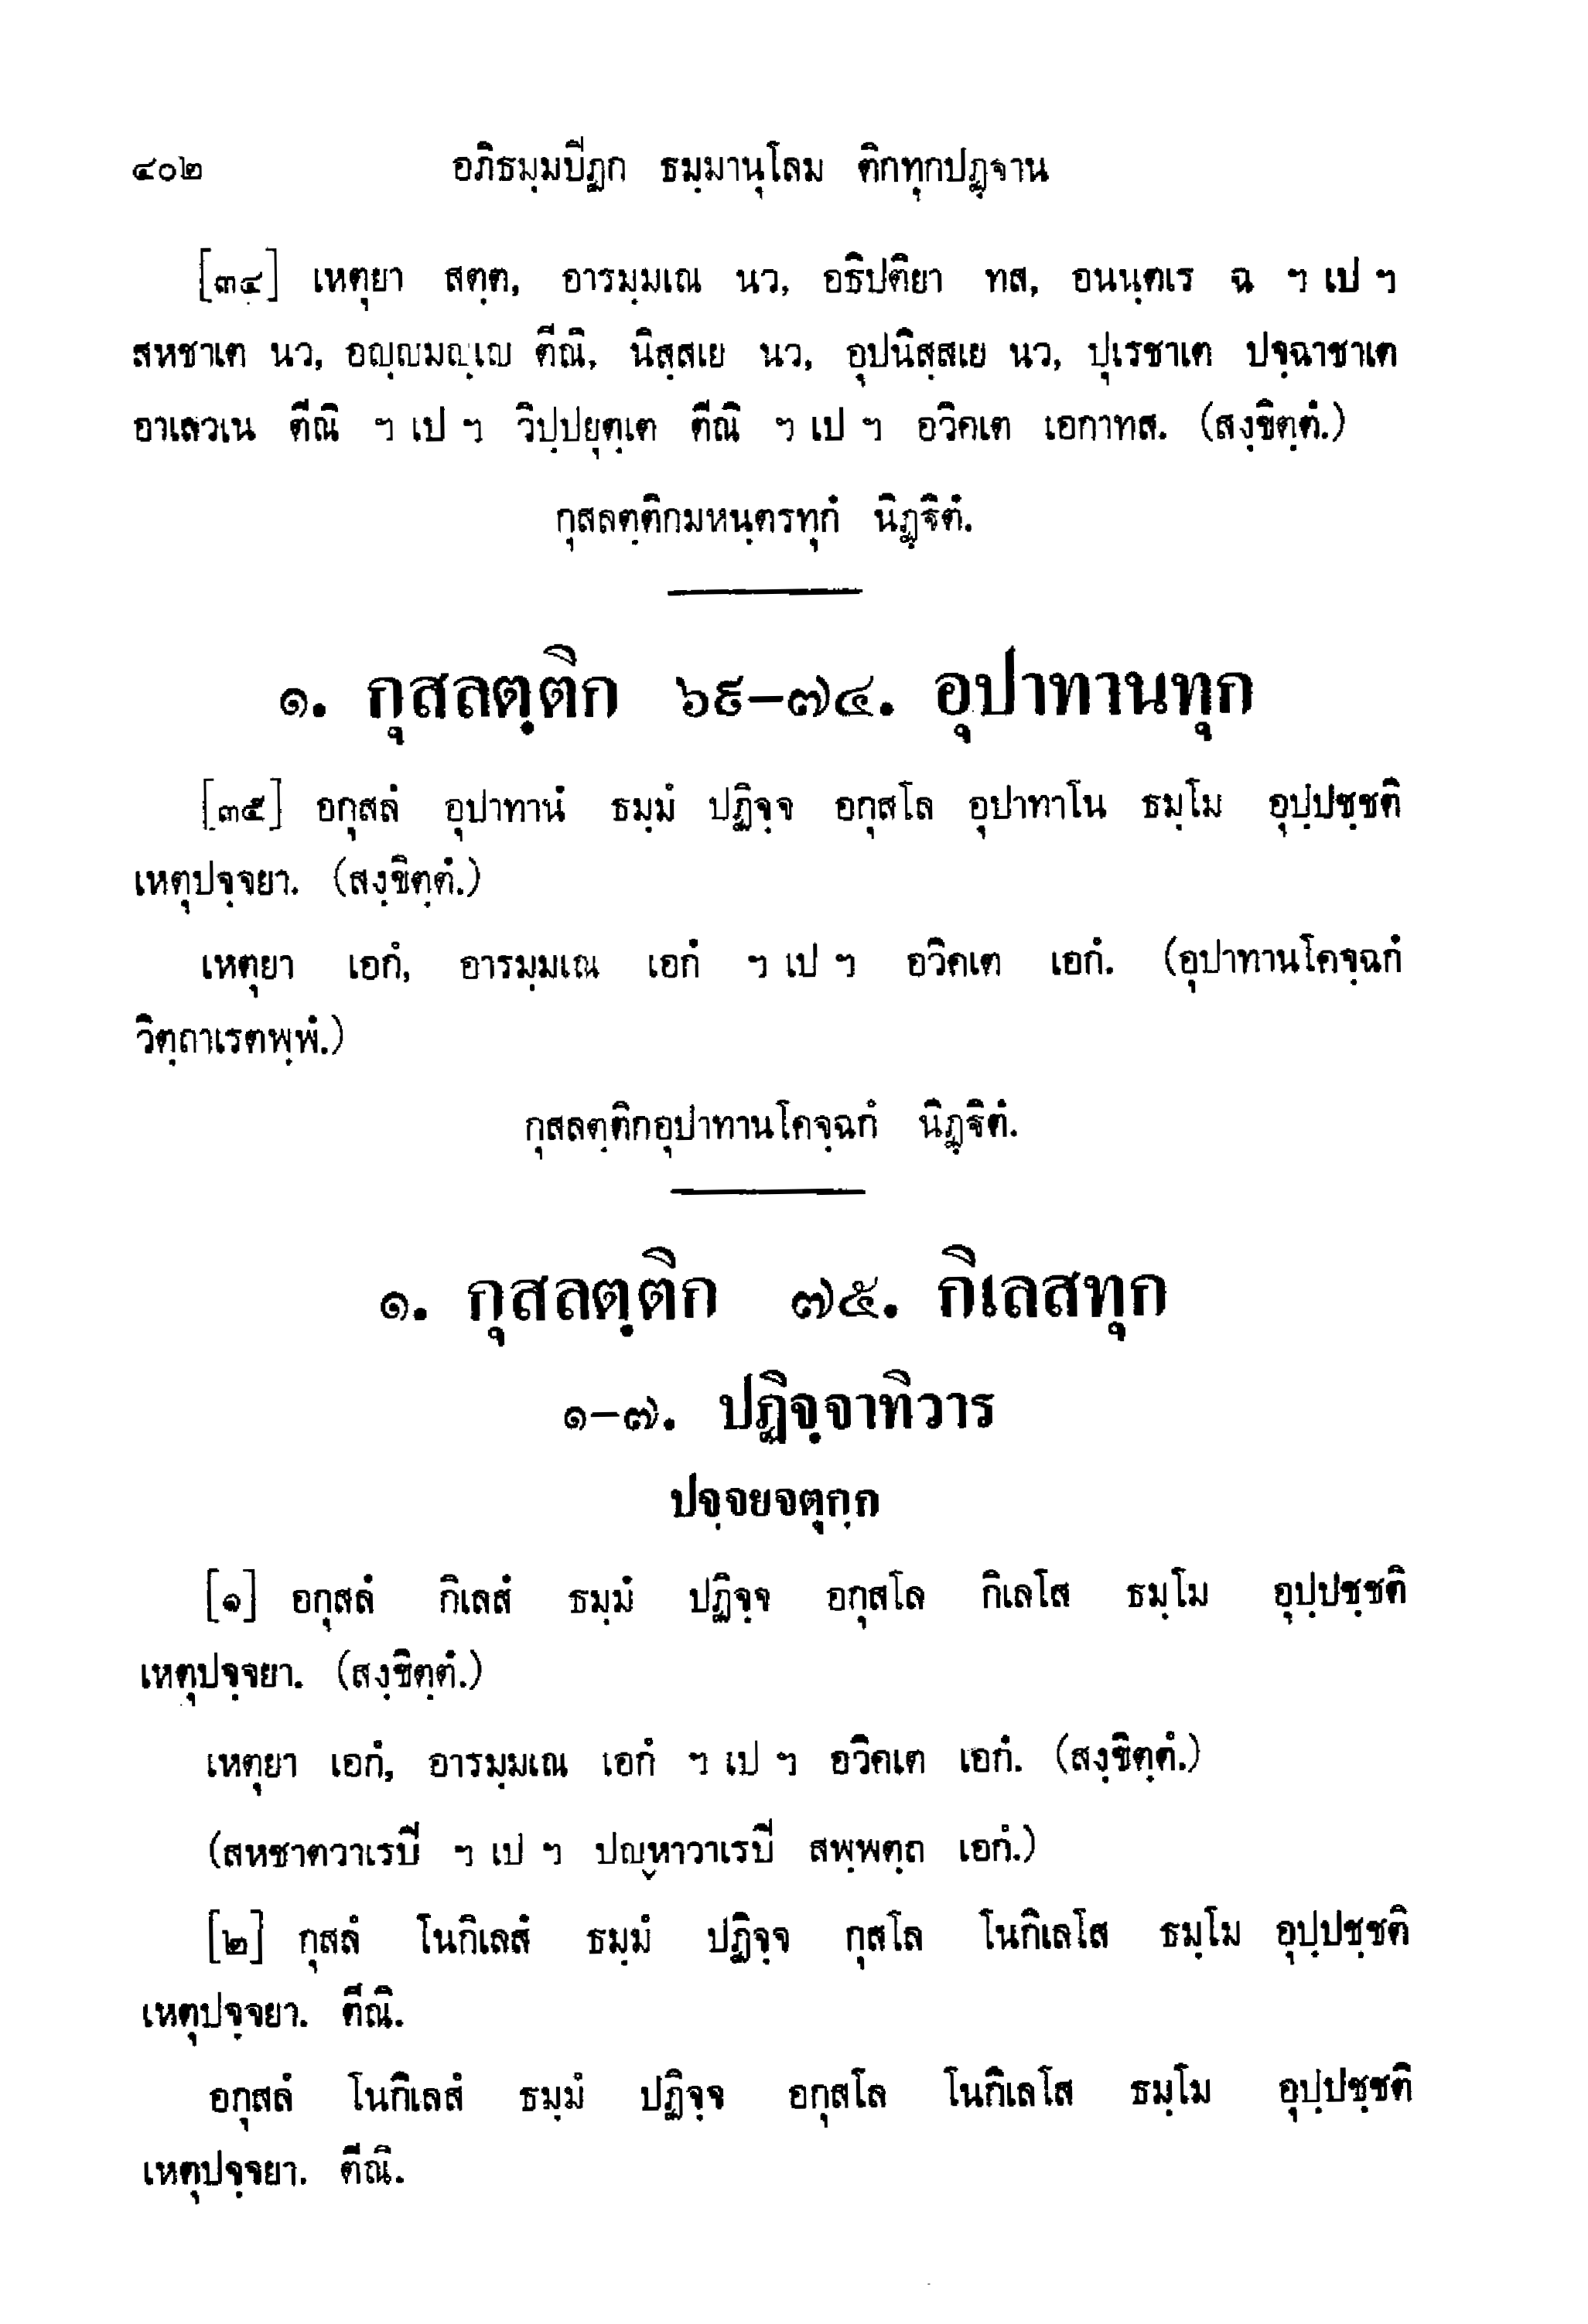 ๔๐๒ อภิธมฺมปีฏก ธมฺมานุโลม ติกทุกปฏฺฐาน
[๓๔] เหตุยา สตฺต, อารมฺมเณ นว, อธิปติยา ทส, อนนฺตเร ฉ ฯ เป ฯ
สหชาเต นว, อญฺญมญฺเญ ตีณิ, นิสฺสเย นว, อุปนิสฺสเย นว, ปุเรชาเต ปจฺฉาชาเต
อาเสวเน ตีณิ ฯ เป ฯ วิปฺปยุตฺเต ตีณิ ฯ เป ฯ อวิคเต เอกาทส. (สงฺขิตฺตํ.)
กุสลตฺติกมหนฺตรทุกํ นิฏฺฐิตํ.
๑. กุสลตฺติก ๖๙-๗๔. อุปาทานทุก
[๓๕] อกุสลํ อุปาทานํ ธมฺมํ ปฏิจฺจ อกุสโล อุปาทาโน ธมฺโม อุปฺปชฺชติ
เหตุปจฺจยา. (สงฺขิตฺตํ.)
เหตุยา เอกํ, อารมฺมเณ เอกํ ฯ เป ฯ อวิคเต เอกํ. (อุปาทานโคจฺฉกํ
วิตฺถาเรตพฺพํ.)
กุสลตฺติกอุปาทานโคจฺฉกํ นิฏฺฐิตํ.
๑. กุสลตฺติก ๗๕. กิเลสทุก
๑-๗. ปฏิจฺจาทิวาร
ปจฺจยจตุกฺก
[๑] อกุสลํ กิเลสํ ธมฺมํ ปฏิจฺจ อกุสโล กิเลโส ธมฺโม อุปฺปชฺชติ
เหตุปจฺจยา. (สงฺขิตฺตํ.)
เหตุยา เอกํ, อารมฺมเณ เอกํ ฯ เป ฯ อวิคเต เอกํ. (สงฺขิตฺตํ.)
(สหชาตวาเรปี ฯ เป ฯ ปญฺหาวาเรปี สพฺพตฺถ เอกํ.)
[๒] กุสลํ โนกิเลสํ ธมฺมํ ปฏิจฺจ กุสโล โนกิเลโส ธมฺโม อุปฺปชฺชติ
เหตุปจฺจยา. ตีณิ.
อกุสลํ โนกิเลสํ ธมฺมํ ปฏิจฺจ อกุสโล โนกิเลโส ธมฺโม อุปฺปชฺชติ
เหตุปจฺจยา. ตีณิ.